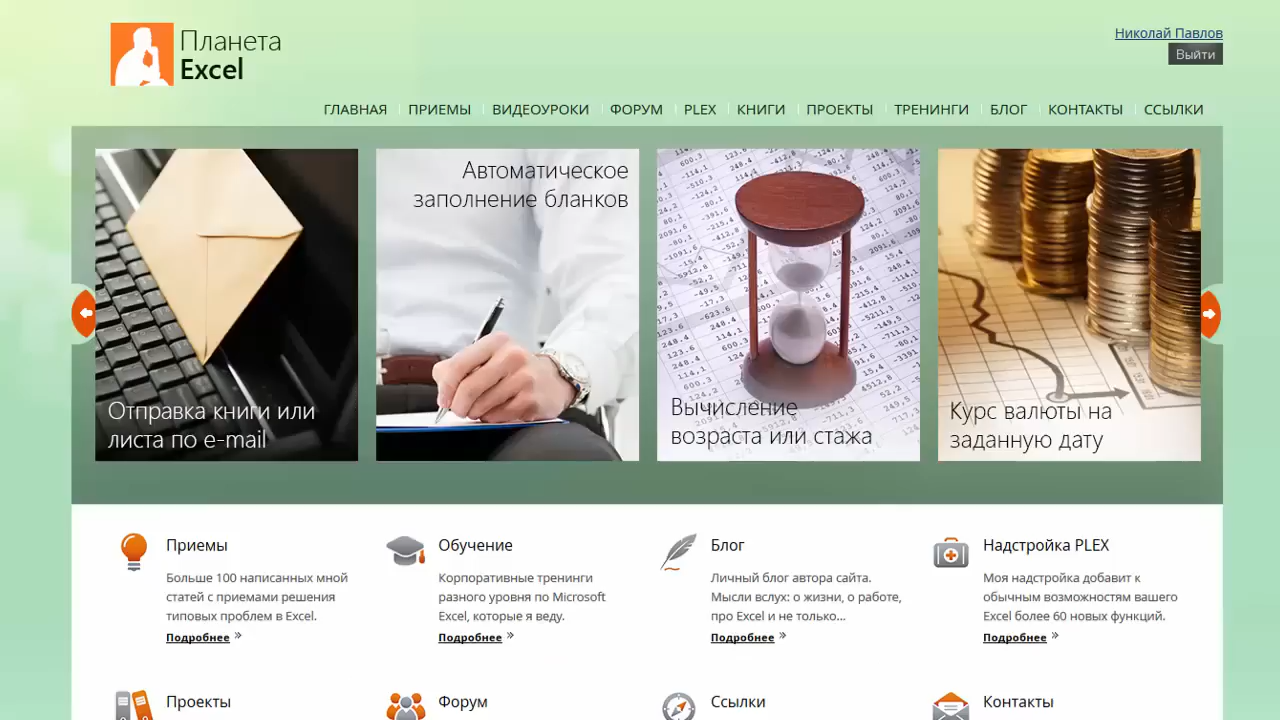 Планета
Excel
Николай Павлов
Выйти
ГЛАВНАЯ ПРИЕМЫ ВИДЕОУРОКИ ФОРУМ PLEX КНИГИ ПРОЕКТЫ ТРЕНИНГИ БЛОГ КОНТАКТЫ ССЫЛКИ
Отправка книги или
листа по e-mail
Автоматическое
заполнение бланков
Вычисление
возраста или стажа
Курс валюты на
заданную дату
Приемы
Больше 100 написанных мной
статей с приемами решения
типовых проблем в Excel.
Подробнее »
Обучение
Корпоративные тренинги
разного уровня по Microsoft
Excel, которые я веду.
Подробнее »
Блог
Личный блог автора сайта.
Мысли вслух: о жизни, о работе,
про Excel и не только...
Подробнее »
Надстройка PLEX
Моя надстройка добавит к
обычным возможностям вашего
Excel более 60 новых функций.
Подробнее »
Проекты
Форум
Ссылки
Контакты